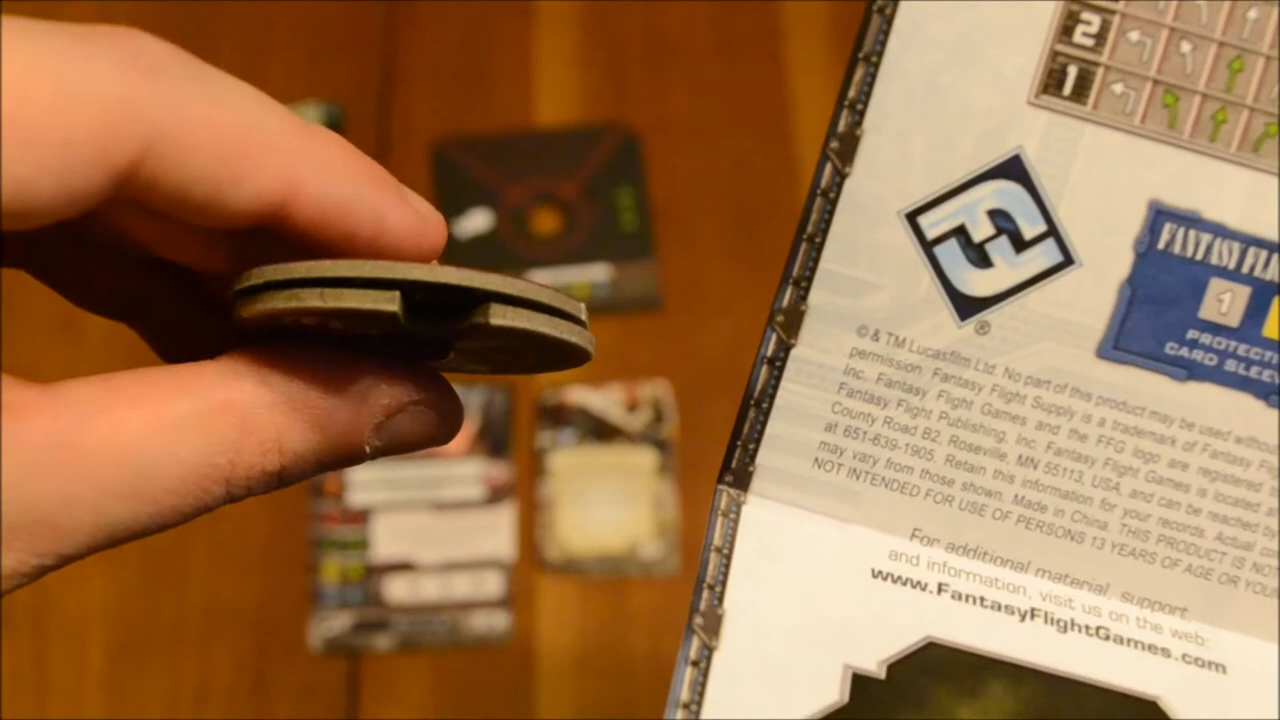 2
1
FF
®
FANTASY FLI
1
PROTECTI
CARD SLEE
© & TM Lucasfilm Ltd. No part of this product may be used withou
permission. Fantasy Flight Supply is a trademark of Fantasy Fli
Inc. Fantasy Flight Games and the FFG logo are registered
Fantasy Flight Publishing, Inc. Fantasy Flight Games is located a
County Road B2, Roseville, MN 55113, USA, and can be reached by
at 651-639-1905. Retain this information for your records. Actual co
may vary from those shown. Made in China. THIS PRODUCT IS NOT
NOT INTENDED FOR USE OF PERSONS 13 YEARS OF AGE OR YOU
For additional material, support,
and information, visit us on the web:
www.FantasyFlightGames.com